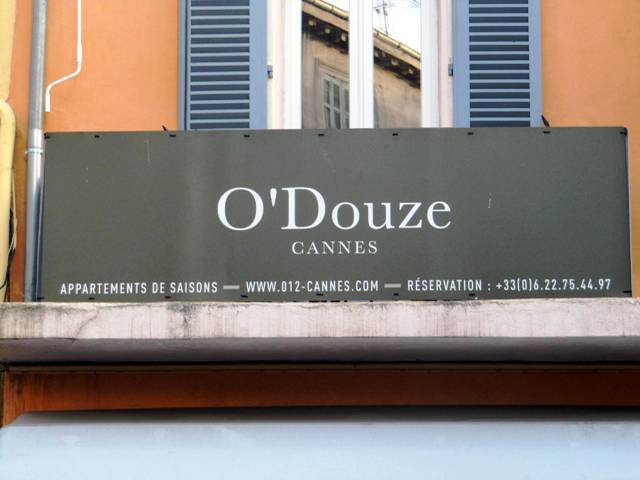 O'Douze
CANNES
APPARTEMENTS DE SAISONS — WWW.012-CANNES.COM — RÉSERVATION : +33(0)6.22.75.44.97